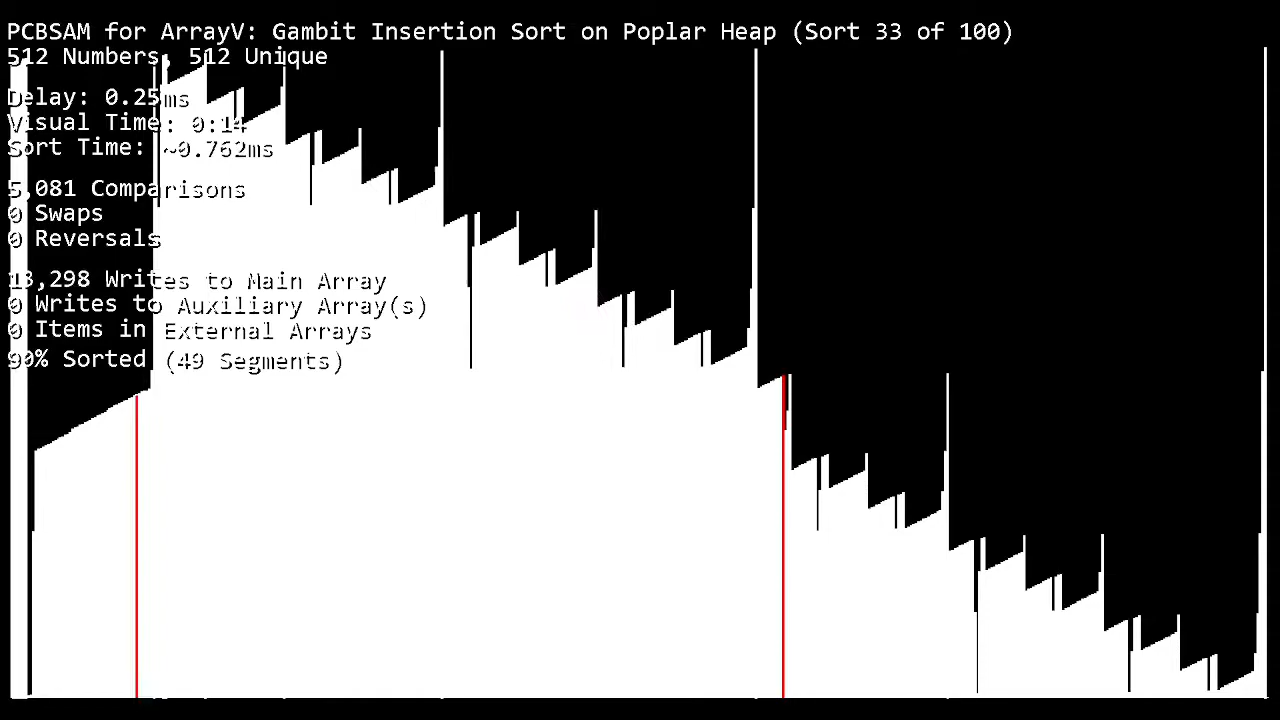 PCBSAM for ArrayV: Gambit Insertion Sort on Poplar Heap (Sort 33 of 100)
512 Numbers, 512 Unique
Delay: 0.25ms
Visual Time: 0:14
Sort Time: ~0.762ms
5,081 Comparisons
0 Swaps
0 Reversals
13,298 Writes to Main Array
0 Writes to Auxiliary Array(s)
0 Items in External Arrays
90% Sorted (49 Segments)